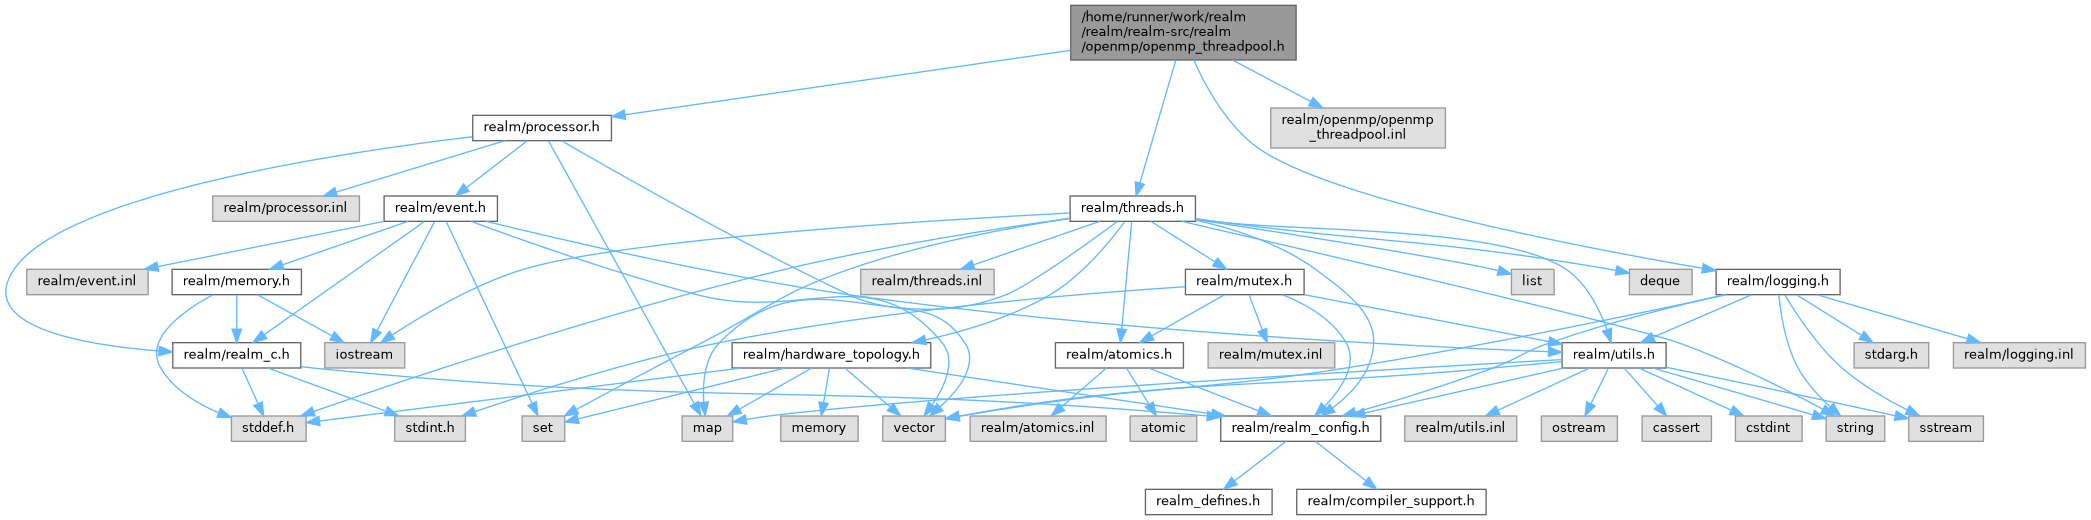 /home/runner/work/realm
/realm/realm-src/realm
/openmp/openmp_threadpool.h
realm/processor.h
realm/openmp/openmp
_threadpool.inl
realm/processor.inl
realm/event.h
realm/threads.h
realm/event.inl
realm/memory.h
realm/threads.inl
realm/mutex.h
list
deque
realm/logging.h
realm/realm_c.h
iostream
realm/hardware_topology.h
realm/atomics.h
realm/mutex.inl
realm/utils.h
stdarg.h
realm/logging.inl
stddef.h
stdint.h
set
map
memory
vector
realm/atomics.inl
atomic
realm/realm_config.h
realm/utils.inl
ostream
cassert
cstdint
string
sstream
realm_defines.h
realm/compiler_support.h